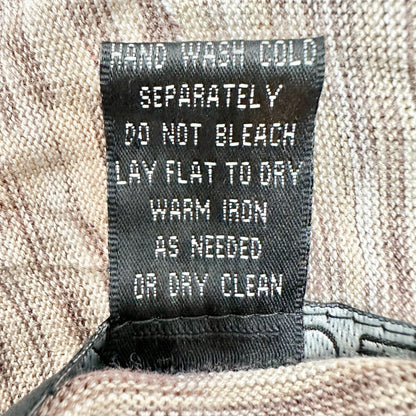 HAND WASH COLD
SEPARATELY
DO NOT BLEACH
LAY FLAT TO DRY
WARM IRON
AS NEEDED
OR DRY CLEAN